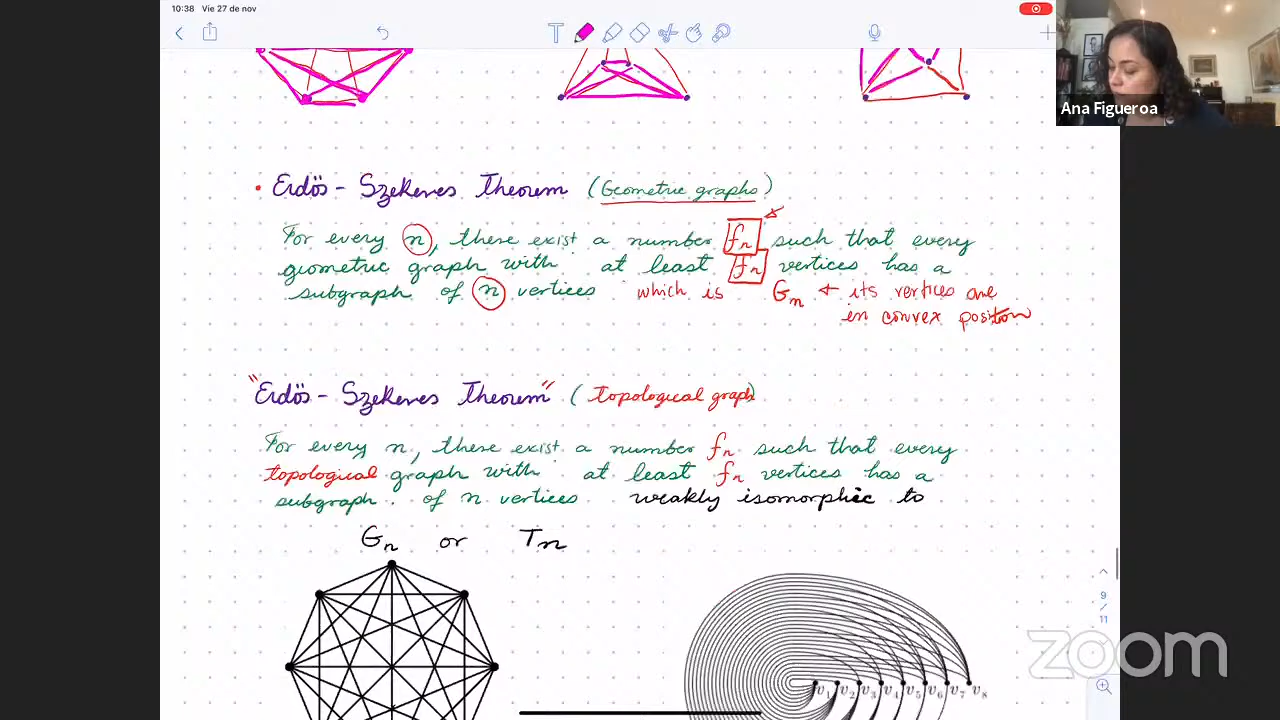 10:38 Vie 27 de nov
Ana Figueroa
• Erdös - Szekeres Theorem (Geometric graphs)
For every n, there exist a number fn such that every
geometric graph with at least fn vertices has a
subgraph of n vertices which is Gn & its vertices are
in convex position
"Erdös - Szekeres Theorem" (topological graph)
For every n, there exist a number fn such that every
topological graph with at least fn vertices has a
subgraph of n vertices weakly isomorphic to
Gn or Tn
v1 v2 v3 v4 v5 v6 v7 v8
9
/
11
zoom